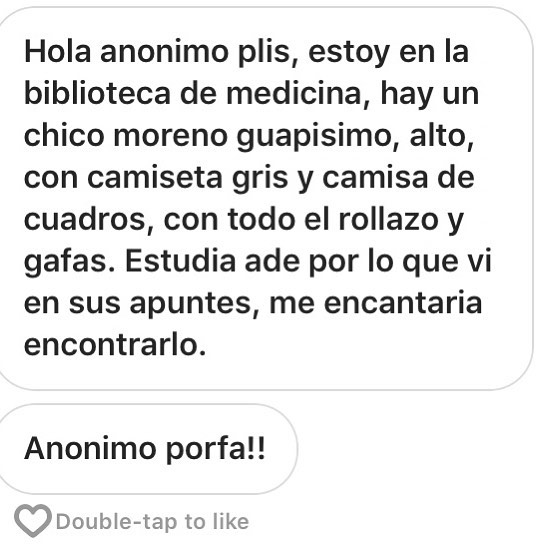 Hola anonimo plis, estoy en la
biblioteca de medicina, hay un
chico moreno guapisimo, alto,
con camiseta gris y camisa de
cuadros, con todo el rollazo y
gafas. Estudia ade por lo que vi
en sus apuntes, me encantaria
encontrarlo.
Anonimo porfa!!
Double-tap to like